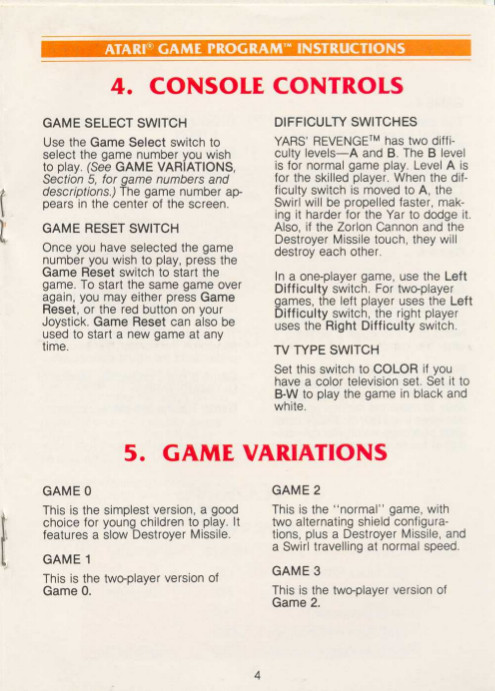 ATARI® GAME PROGRAM™ INSTRUCTIONS
4. CONSOLE CONTROLS
GAME SELECT SWITCH
Use the Game Select switch to
select the game number you wish
to play. (See GAME VARIATIONS,
Section 5, for game numbers and
descriptions.) The game number ap-
pears in the center of the screen.
GAME RESET SWITCH
Once you have selected the game
number you wish to play, press the
Game Reset switch to start the
game. To start the same game over
again, you may either press Game
Reset, or the red button on your
Joystick. Game Reset can also be
used to start a new game at any
time.
DIFFICULTY SWITCHES
YARS' REVENGE™ has two diffi-
culty levels—A and B. The B level
is for normal game play. Level A is
for the skilled player. When the dif-
ficulty switch is moved to A, the
Swirl will be propelled faster, mak-
ing it harder for the Yar to dodge it.
Also, if the Zorlon Cannon and the
Destroyer Missile touch, they will
destroy each other.
In a one-player game, use the Left
Difficulty switch. For two-player
games, the left player uses the Left
Difficulty switch, the right player
uses the Right Difficulty switch.
TV TYPE SWITCH
Set this switch to COLOR if you
have a color television set. Set it to
B-W to play the game in black and
white.
5. GAME VARIATIONS
GAME 0
This is the simplest version, a good
choice for young children to play. It
features a slow Destroyer Missile.
GAME 1
This is the two-player version of
Game 0.
GAME 2
This is the "normal" game, with
two alternating shield configura-
tions, plus a Destroyer Missile, and
a Swirl travelling at normal speed.
GAME 3
This is the two-player version of
Game 2.
4